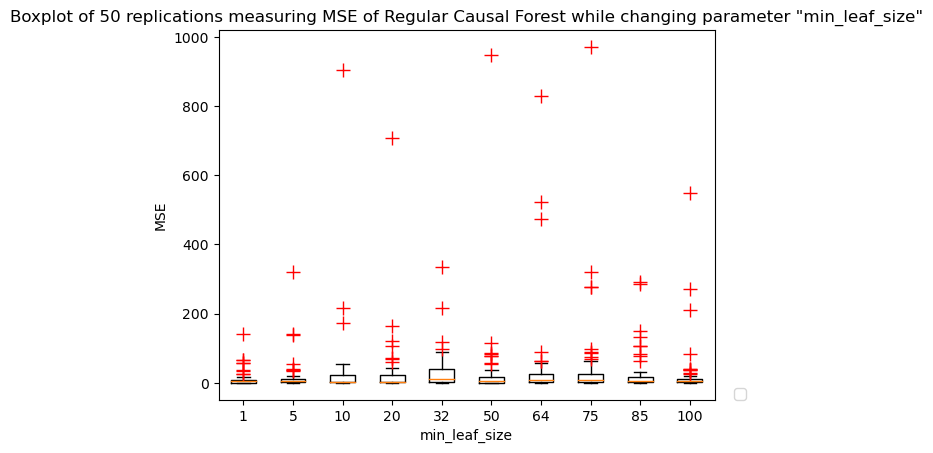 Boxplot of 50 replications measuring MSE of Regular Causal Forest while changing parameter "min_leaf_size"
1000
800
600
400
200
0
MSE
1 5 10 20 32 50 64 75 85 100
min_leaf_size